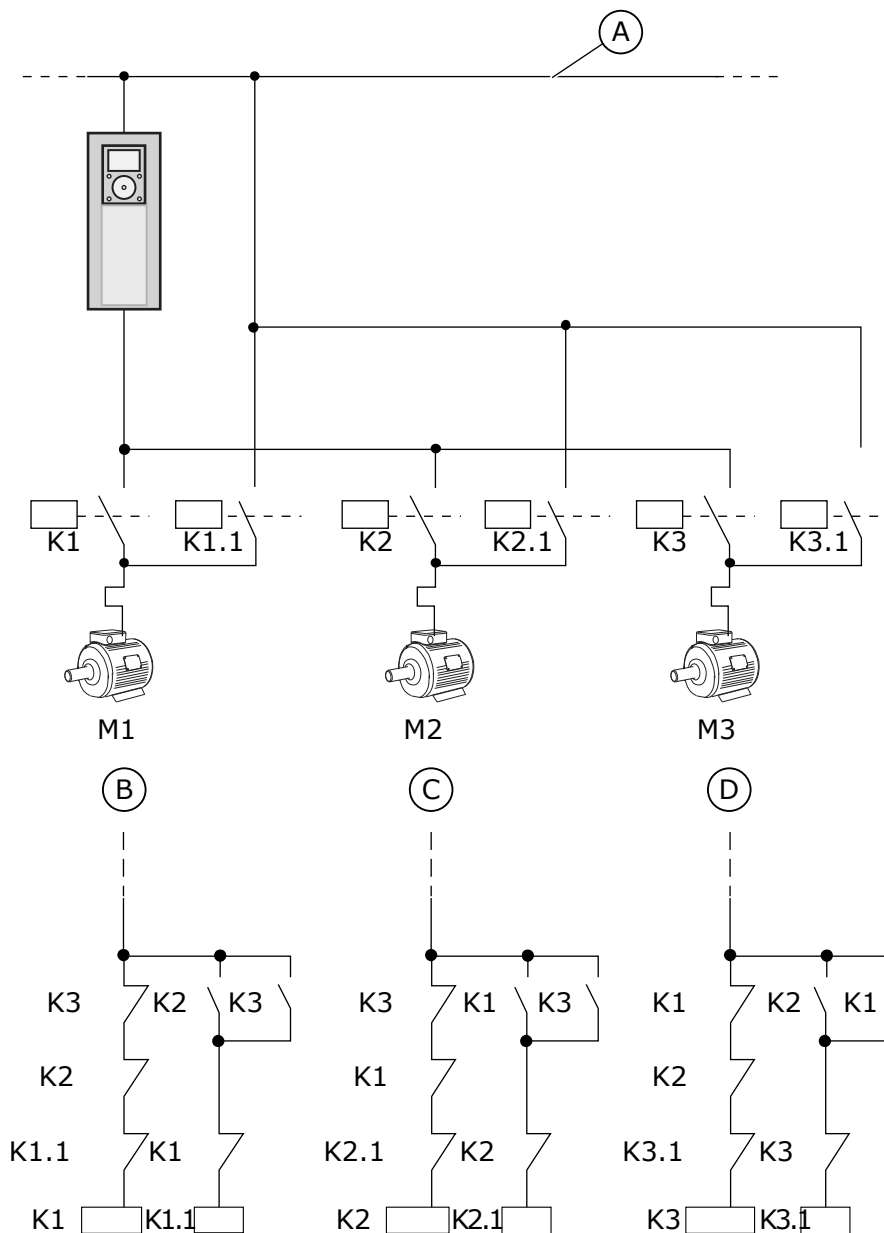 A
K1 K1.1 K2 K2.1 K3 K3.1
M1 M2 M3
B C D
K3 K2 K3 K3 K1 K3 K1 K2 K1
K2 K1 K2
K1.1 K1 K2.1 K2 K3.1 K3
K1 K1.1 K2 K2.1 K3 K3.1